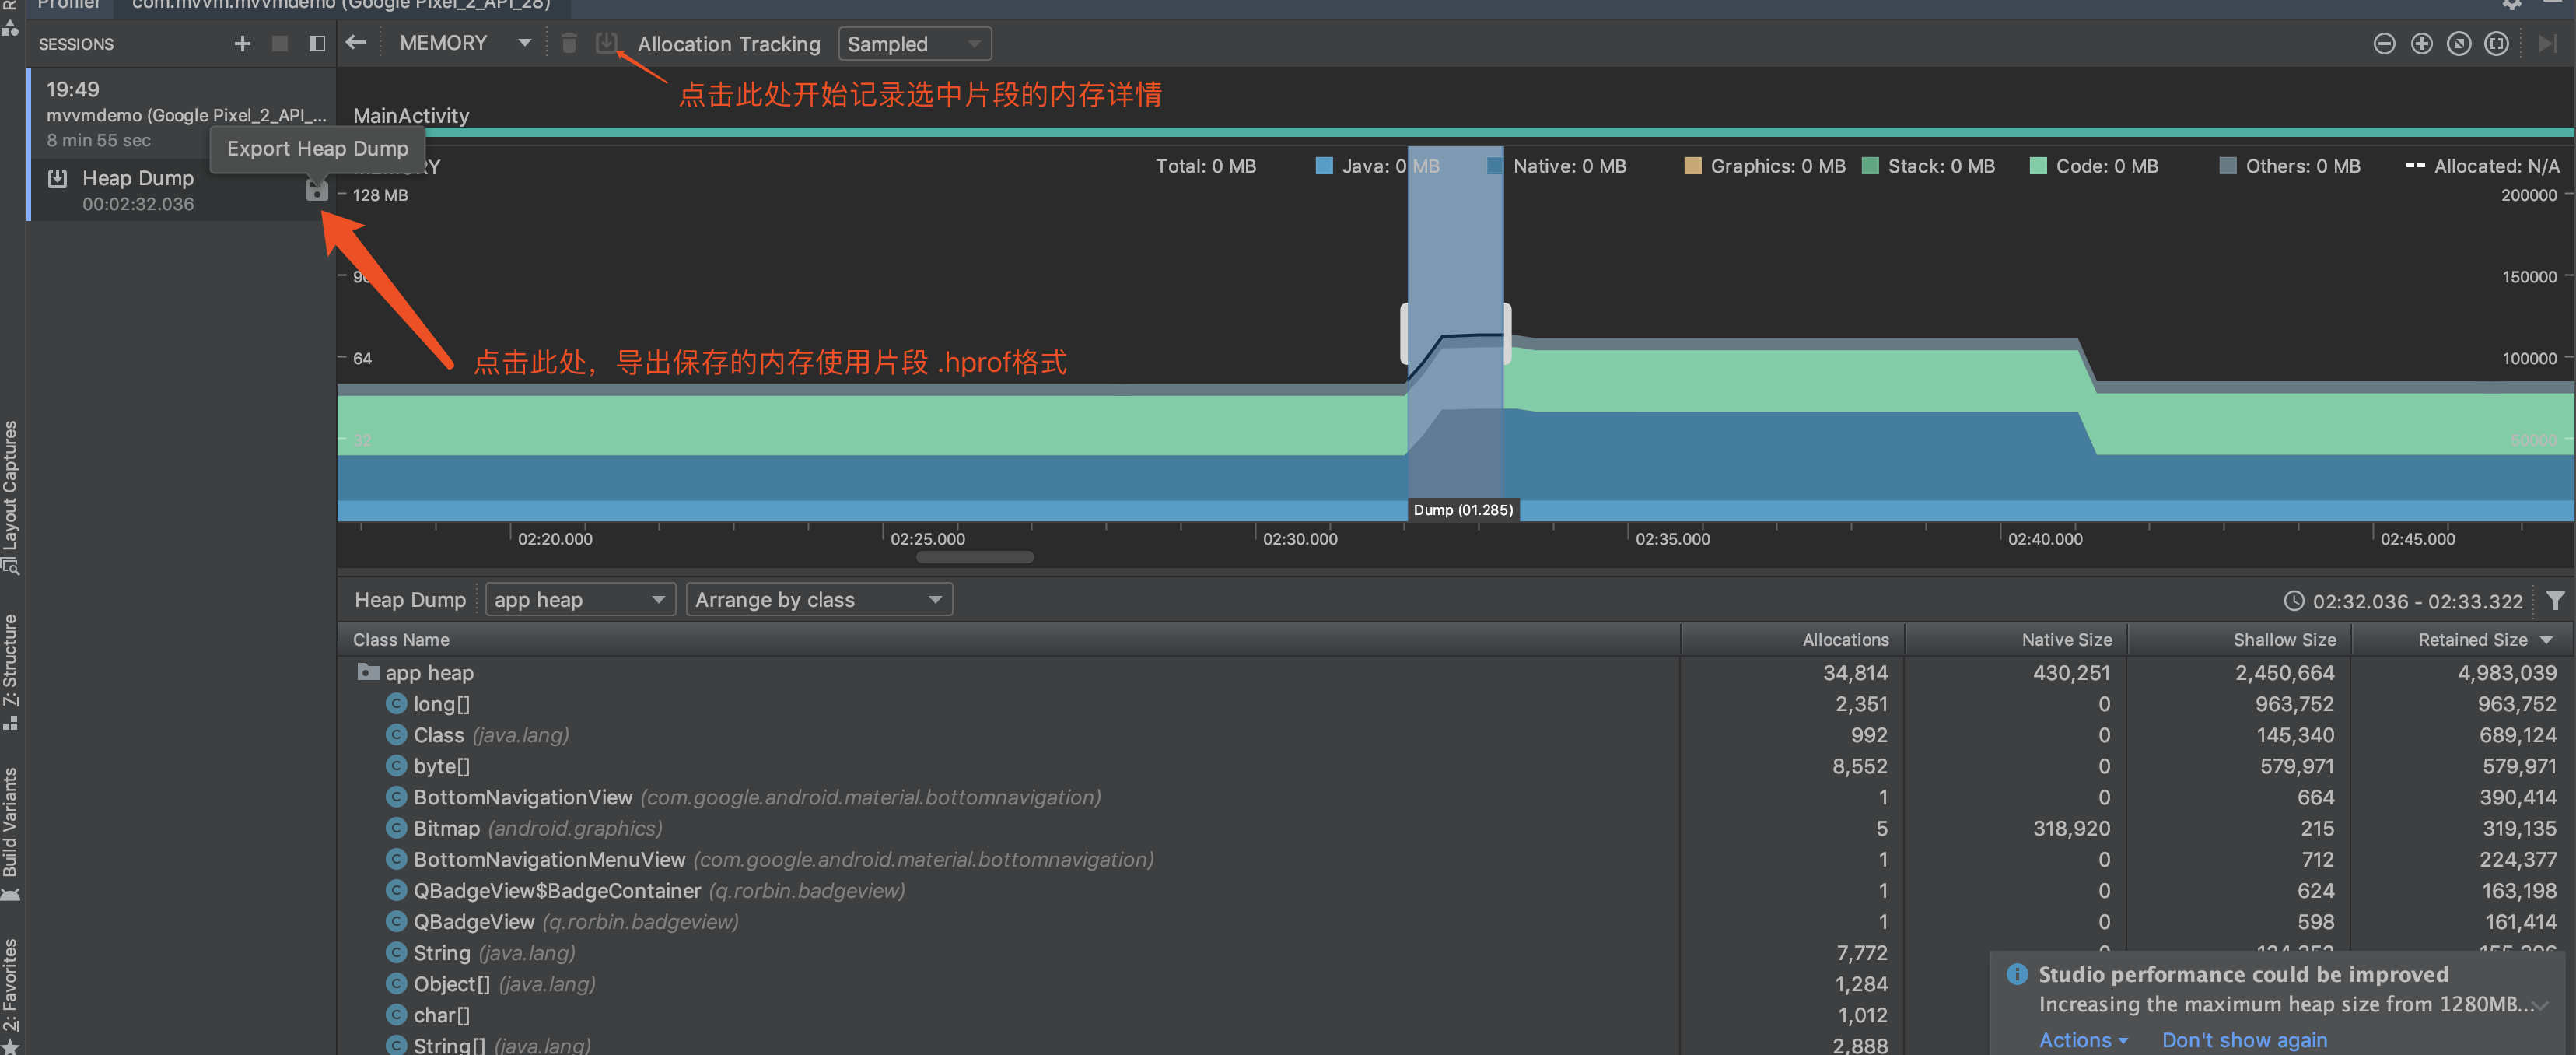 Profiler com.mvvm.mvvmdemo (Google Pixel_2_API_28)
SESSIONS
MEMORY Allocation Tracking Sampled
点击此处开始记录选中片段的内存详情
19:49
mvvmdemo (Google Pixel_2_API_...
8 min 55 sec
Export Heap Dump
Heap Dump
00:02:32.036
MainActivity
Total: 0 MB Java: 0 MB Native: 0 MB Graphics: 0 MB Stack: 0 MB Code: 0 MB Others: 0 MB Allocated: N/A
128 MB 200000
150000
64 100000
32 50000
点击此处，导出保存的内存使用片段 .hprof格式
Dump (01.285)
02:20.000 02:25.000 02:30.000 02:35.000 02:40.000 02:45.000
Layout Captures
7: Structure
Build Variants
2: Favorites
Heap Dump app heap Arrange by class 02:32.036 - 02:33.322
Class Name Allocations Native Size Shallow Size Retained Size
app heap 34,814 430,251 2,450,664 4,983,039
long[] 2,351 0 963,752 963,752
Class (java.lang) 992 0 145,340 689,124
byte[] 8,552 0 579,971 579,971
BottomNavigationView (com.google.android.material.bottomnavigation) 1 0 664 390,414
Bitmap (android.graphics) 5 318,920 215 319,135
BottomNavigationMenuView (com.google.android.material.bottomnavigation) 1 0 712 224,377
QBadgeView$BadgeContainer (q.rorbin.badgeview) 1 0 624 163,198
QBadgeView (q.rorbin.badgeview) 1 0 598 161,414
String (java.lang) 7,772
Object[] (java.lang) 1,284
char[] 1,012
String[] (java.lang) 2,888
Studio performance could be improved
Increasing the maximum heap size from 1280MB...
Actions Don't show again